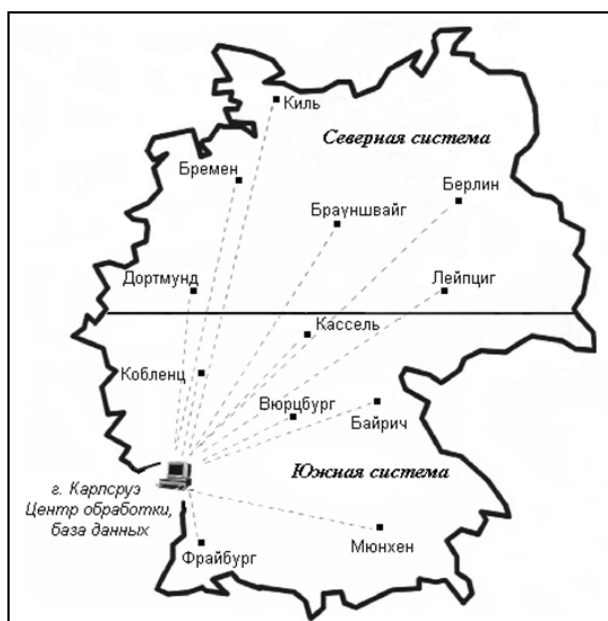 Киль
Северная система
Бремен
Берлин
Брауншвайг
Дортмунд
Лейпциг
Кассель
Кобленц
Вюрцбург
Байрич
Южная система
г. Карлсруэ
Центр обработки,
база данных
Мюнхен
Фрайбург